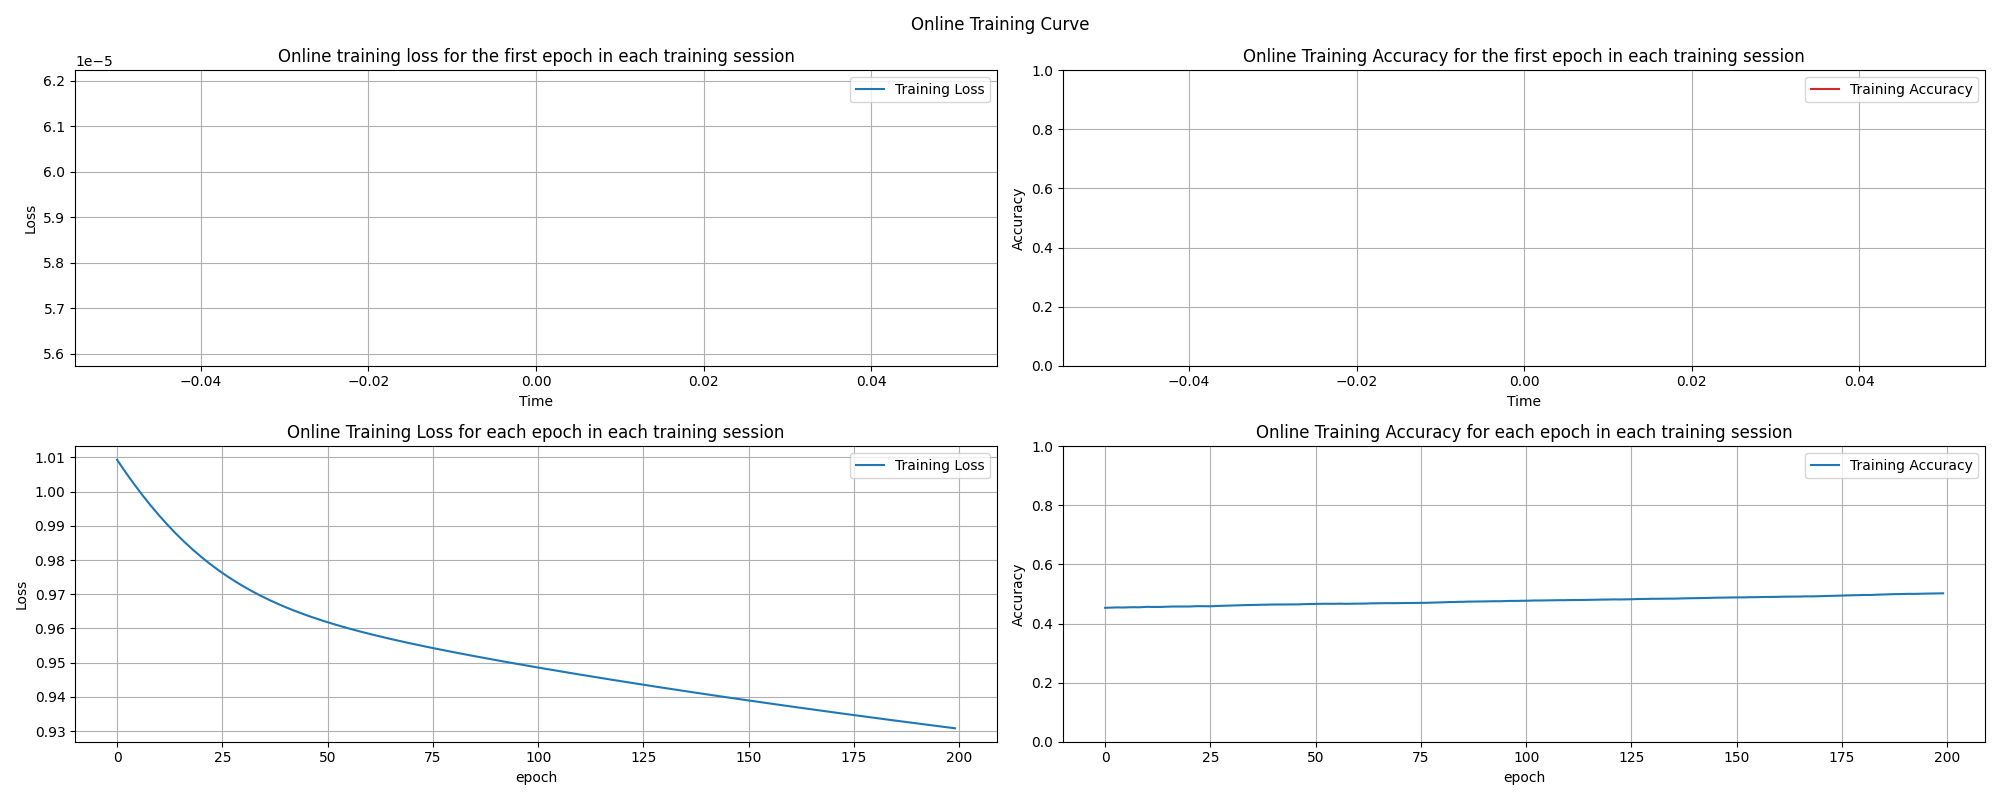 Online Training Curve
Online training loss for the first epoch in each training session
1e−5
6.2
6.1
6.0
5.9
5.8
5.7
5.6
Loss
Training Loss
−0.04 −0.02 0.00 0.02 0.04
Time
Online Training Accuracy for the first epoch in each training session
1.0
0.8
0.6
0.4
0.2
0.0
Accuracy
Training Accuracy
−0.04 −0.02 0.00 0.02 0.04
Time
Online Training Loss for each epoch in each training session
1.01
1.00
0.99
0.98
0.97
0.96
0.95
0.94
0.93
Loss
Training Loss
0 25 50 75 100 125 150 175 200
epoch
Online Training Accuracy for each epoch in each training session
1.0
0.8
0.6
0.4
0.2
0.0
Accuracy
Training Accuracy
0 25 50 75 100 125 150 175 200
epoch